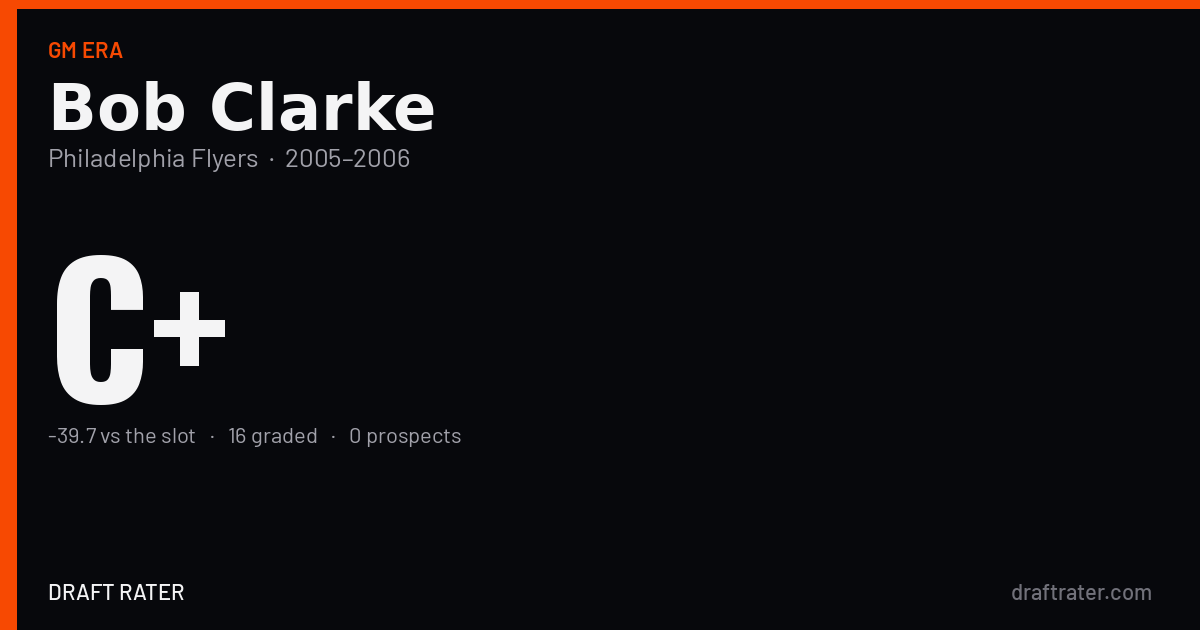 GM ERA
Bob Clarke
Philadelphia Flyers · 2005–2006
C+
-39.7 vs the slot · 16 graded · 0 prospects
DRAFT RATER
draftrater.com